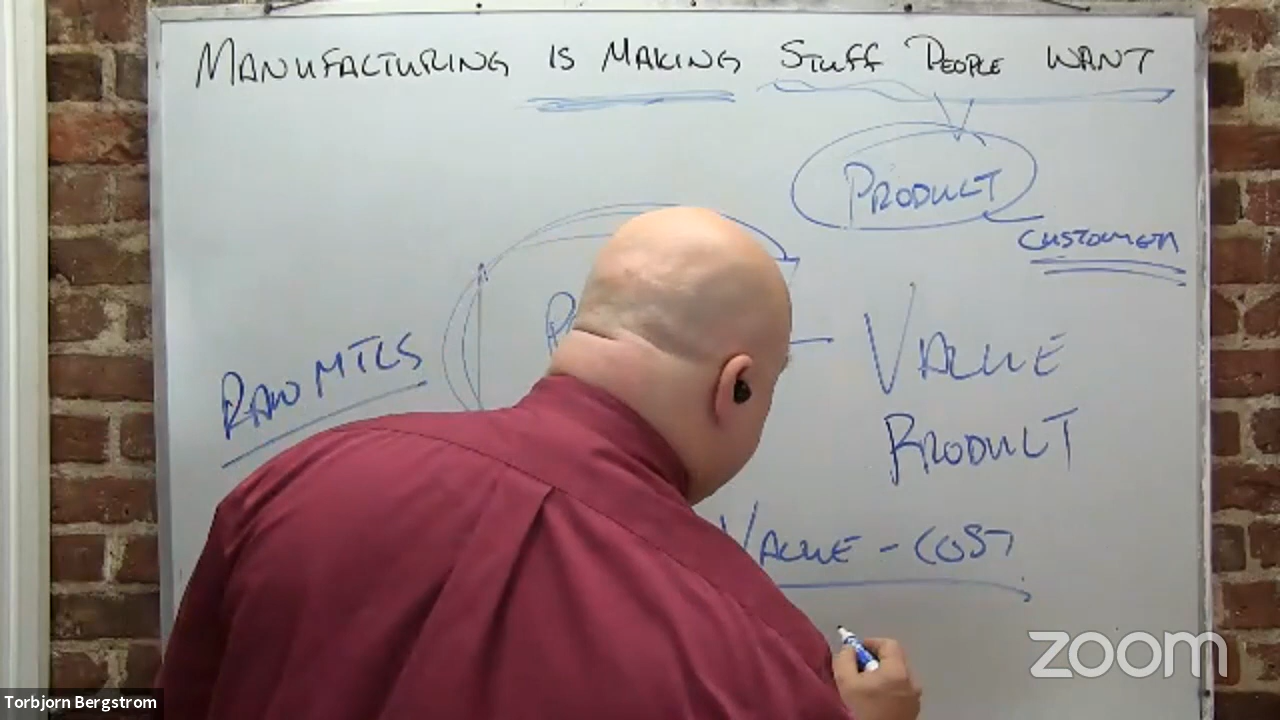 MANUFACTURING IS MAKING STUFF PEOPLE WANT
PRODUCT
CUSTOMER
RAW MTLS
VALUE
PRODUCT
VALUE - COST
zoom
Torbjorn Bergstrom